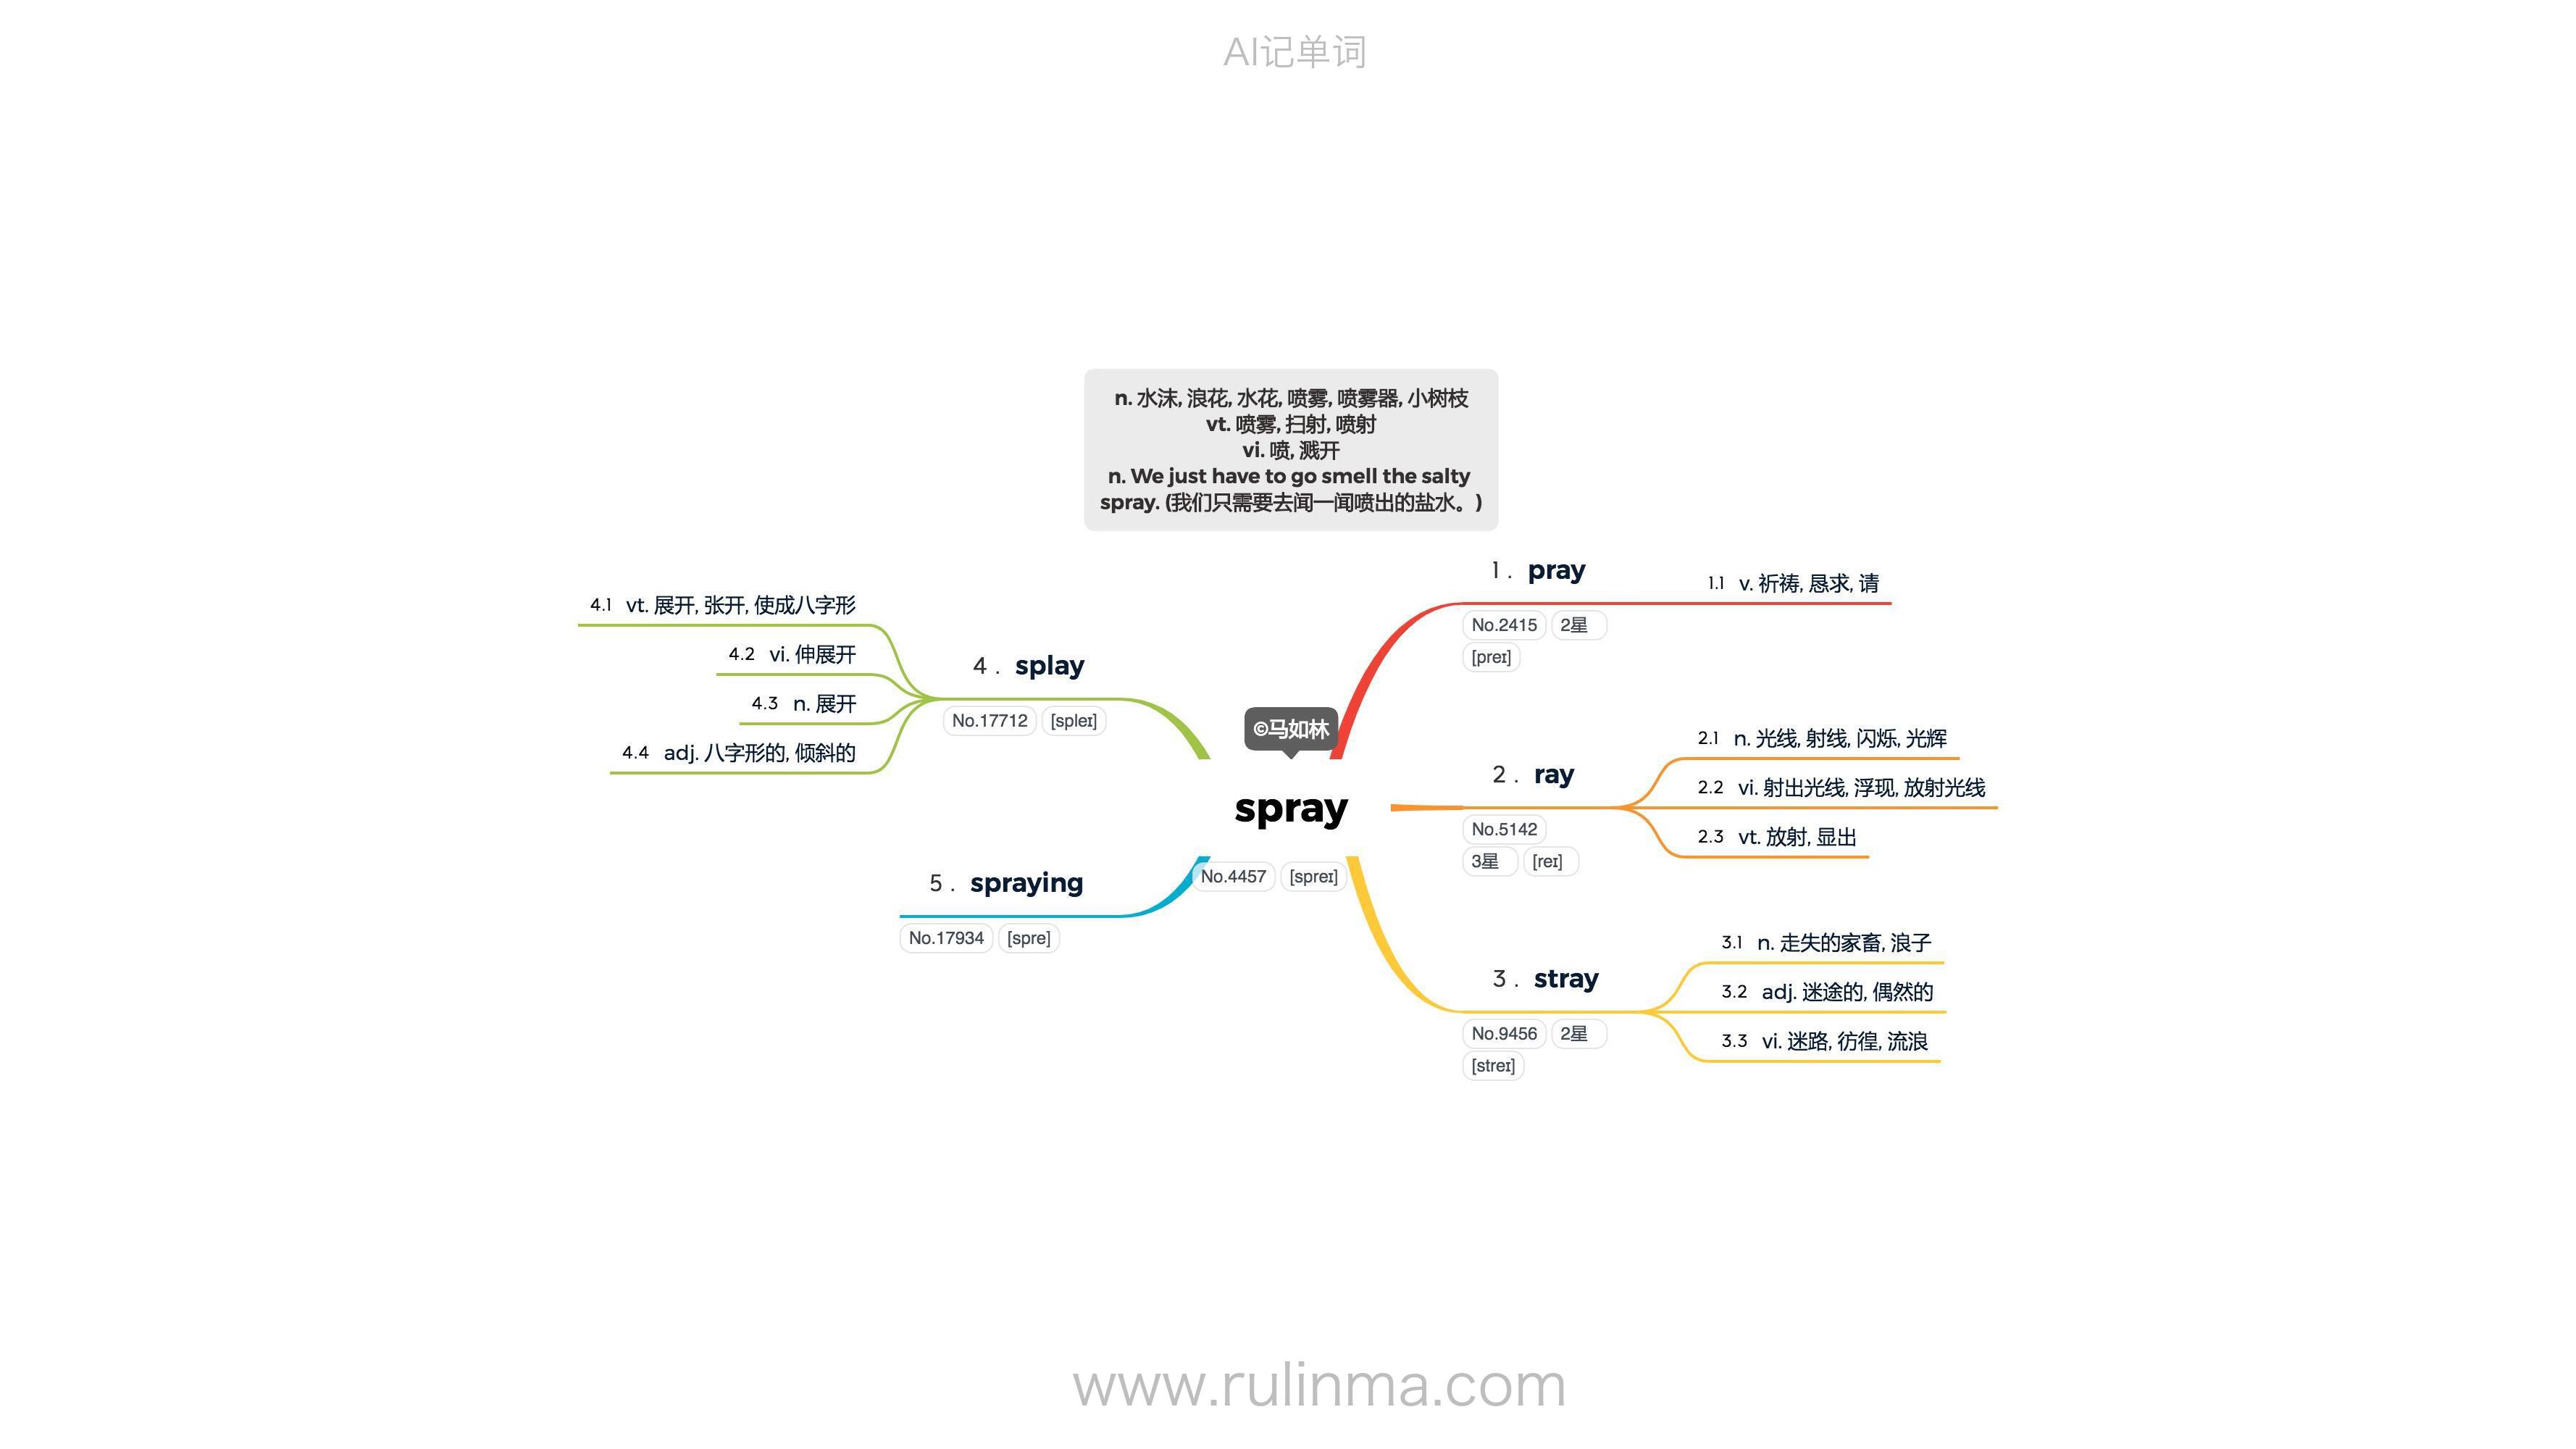 AI记单词
n. 水沫, 浪花, 水花, 喷雾, 喷雾器, 小树枝
vt. 喷雾, 扫射, 喷射
vi. 喷, 溅开
n. We just have to go smell the salty
spray. (我们只需要去闻一闻喷出的盐水。)
©马如林
spray
No.4457 [spreɪ]
1. pray
No.2415 2星
[preɪ]
1.1 v. 祈祷, 恳求, 请
2. ray
No.5142
3星 [reɪ]
2.1 n. 光线, 射线, 闪烁, 光辉
2.2 vi. 射出光线, 浮现, 放射光线
2.3 vt. 放射, 显出
3. stray
No.9456 2星
[streɪ]
3.1 n. 走失的家畜, 浪子
3.2 adj. 迷途的, 偶然的
3.3 vi. 迷路, 彷徨, 流浪
4. splay
No.17712 [spleɪ]
4.1 vt. 展开, 张开, 使成八字形
4.2 vi. 伸展开
4.3 n. 展开
4.4 adj. 八字形的, 倾斜的
5. spraying
No.17934 [spre]
www.rulinma.com